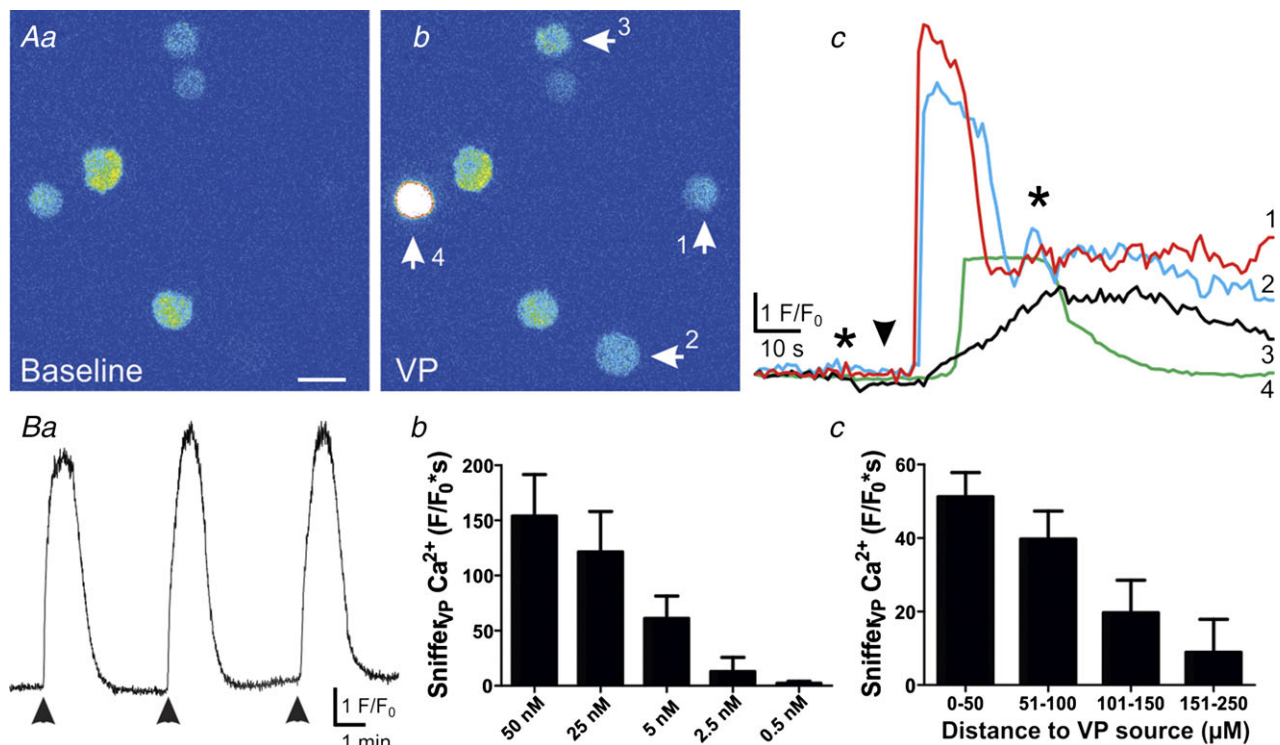 Aa
b
c
3
1
4
2
Baseline
VP
*
*
1
2
3
4
1 F/F0
10 s
Ba
b
c
1 F/F0
1 min
SnifferVP Ca2+ (F/F0*s)
200
150
100
50
0
50 nM
25 nM
5 nM
2.5 nM
0.5 nM
SnifferVP Ca2+ (F/F0*s)
60
40
20
0
0-50
51-100
101-150
151-250
Distance to VP source (µM)